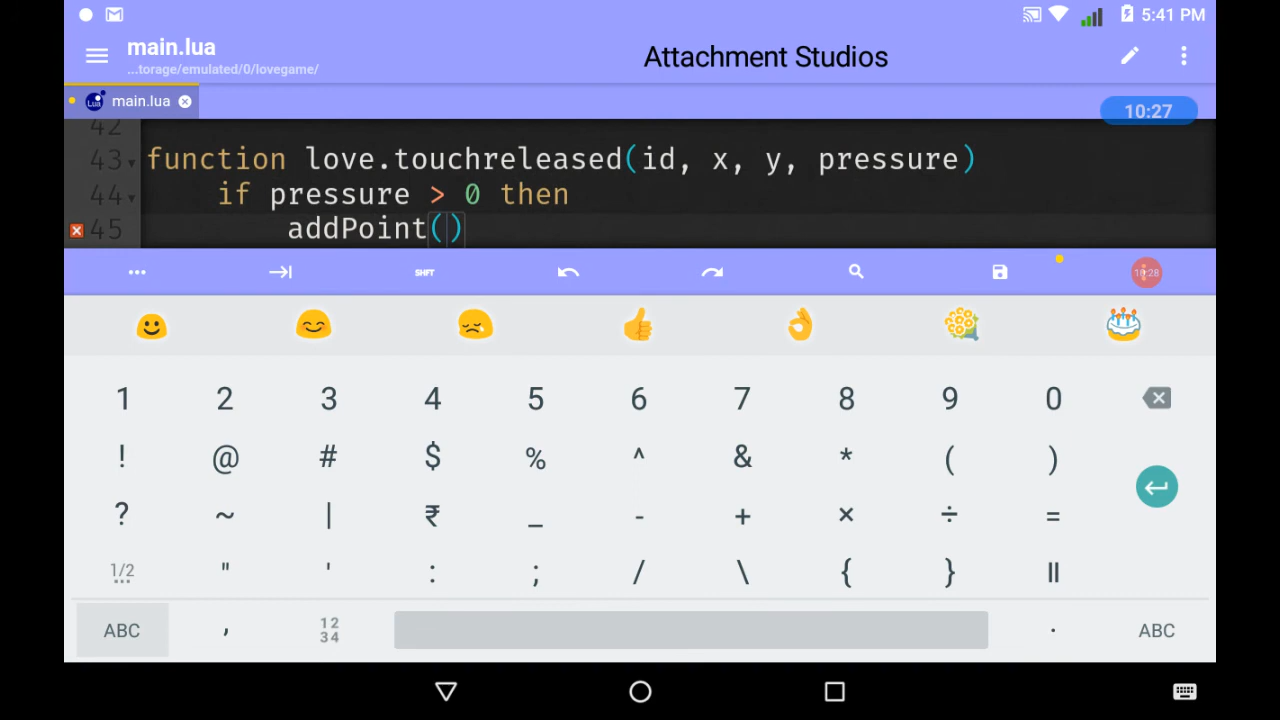 5:41 PM
main.lua
...torage/emulated/0/lovegame/
Attachment Studios
main.lua
10:27
42
43 function love.touchreleased(id, x, y, pressure)
44 if pressure > 0 then
45 addPoint()
SHFT
1 2 3 4 5 6 7 8 9 0
! @ # $ % ^ & * ( )
? ~ | ₹ _ - + × ÷ =
1/2 " ' : ; / \ { } ||
ABC , 12 34 . ABC